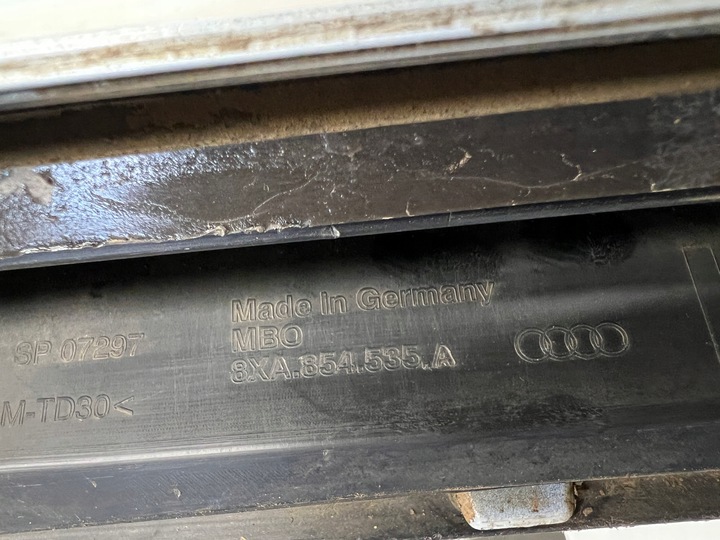 Made In Germany
SP 07297
MBO
8XA.854.535.A
M-TD30<